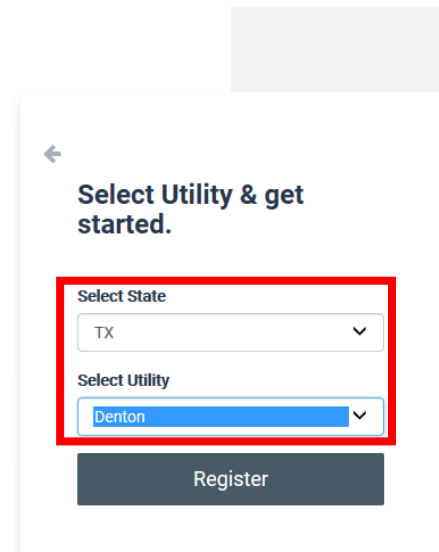 Select Utility & get
started.
Select State
TX
Select Utility
Denton
Register